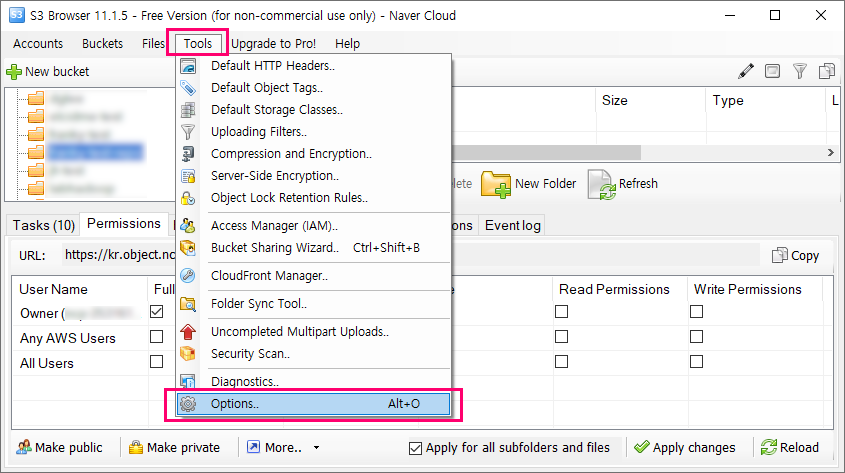 S3 Browser 11.1.5 - Free Version (for non-commercial use only) - Naver Cloud
Accounts Buckets Files Tools Upgrade to Pro! Help
New bucket
Default HTTP Headers..
Default Object Tags..
Default Storage Classes..
Uploading Filters..
Compression and Encryption..
Server-Side Encryption..
Object Lock Retention Rules..
Access Manager (IAM)..
Bucket Sharing Wizard.. Ctrl+Shift+B
CloudFront Manager..
Folder Sync Tool..
Uncompleted Multipart Uploads..
Security Scan..
Diagnostics..
Options.. Alt+O
Size Type L
New Folder Refresh
Tasks (10) Permissions Event log
URL: https://kr.object.nc Copy
User Name Full Read Permissions Write Permissions
Owner (
Any AWS Users
All Users
Make public Make private More.. Apply for all subfolders and files Apply changes Reload